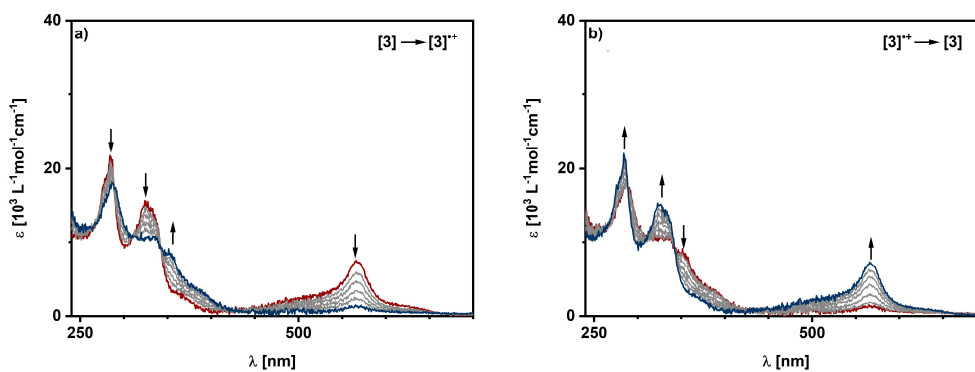 a)
[3] → [3]•+
40
20
0
250
500
ε [10³ L⁻¹mol⁻¹cm⁻¹]
λ [nm]
b)
[3]•+ → [3]
40
20
0
250
500
ε [10³ L⁻¹mol⁻¹cm⁻¹]
λ [nm]